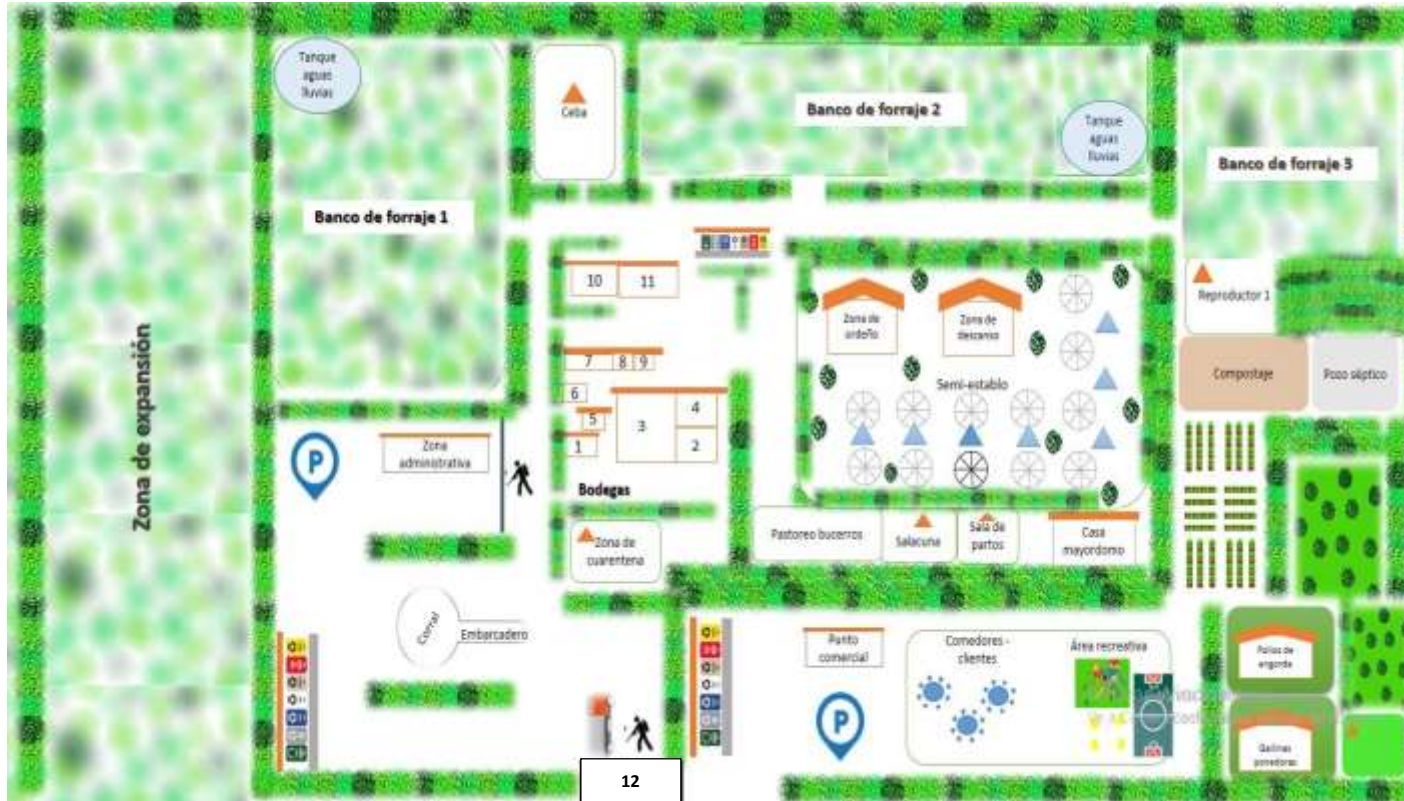 Tanque
aguas
lluvias
Ceba
Banco de forraje 2
Tanque
aguas
lluvias
Banco de forraje 3
Banco de forraje 1
10
11
Reproductor 1
Zona de
ordeño
Zona de
descanso
Semi-establo
7
8
9
6
5
3
4
1
2
Compostaje
Pozo séptico
Zona de expansión
P
Zona
administrativa
Bodegas
Zona de
cuarentena
Pastoreo bucerros
Salacuna
Sala de
partos
Casa
mayordomo
Corral
Embarcadero
Punto
comercial
Comedores -
clientes
Área recreativa
P
Pollos de
engorde
Gallinas
ponedoras
12